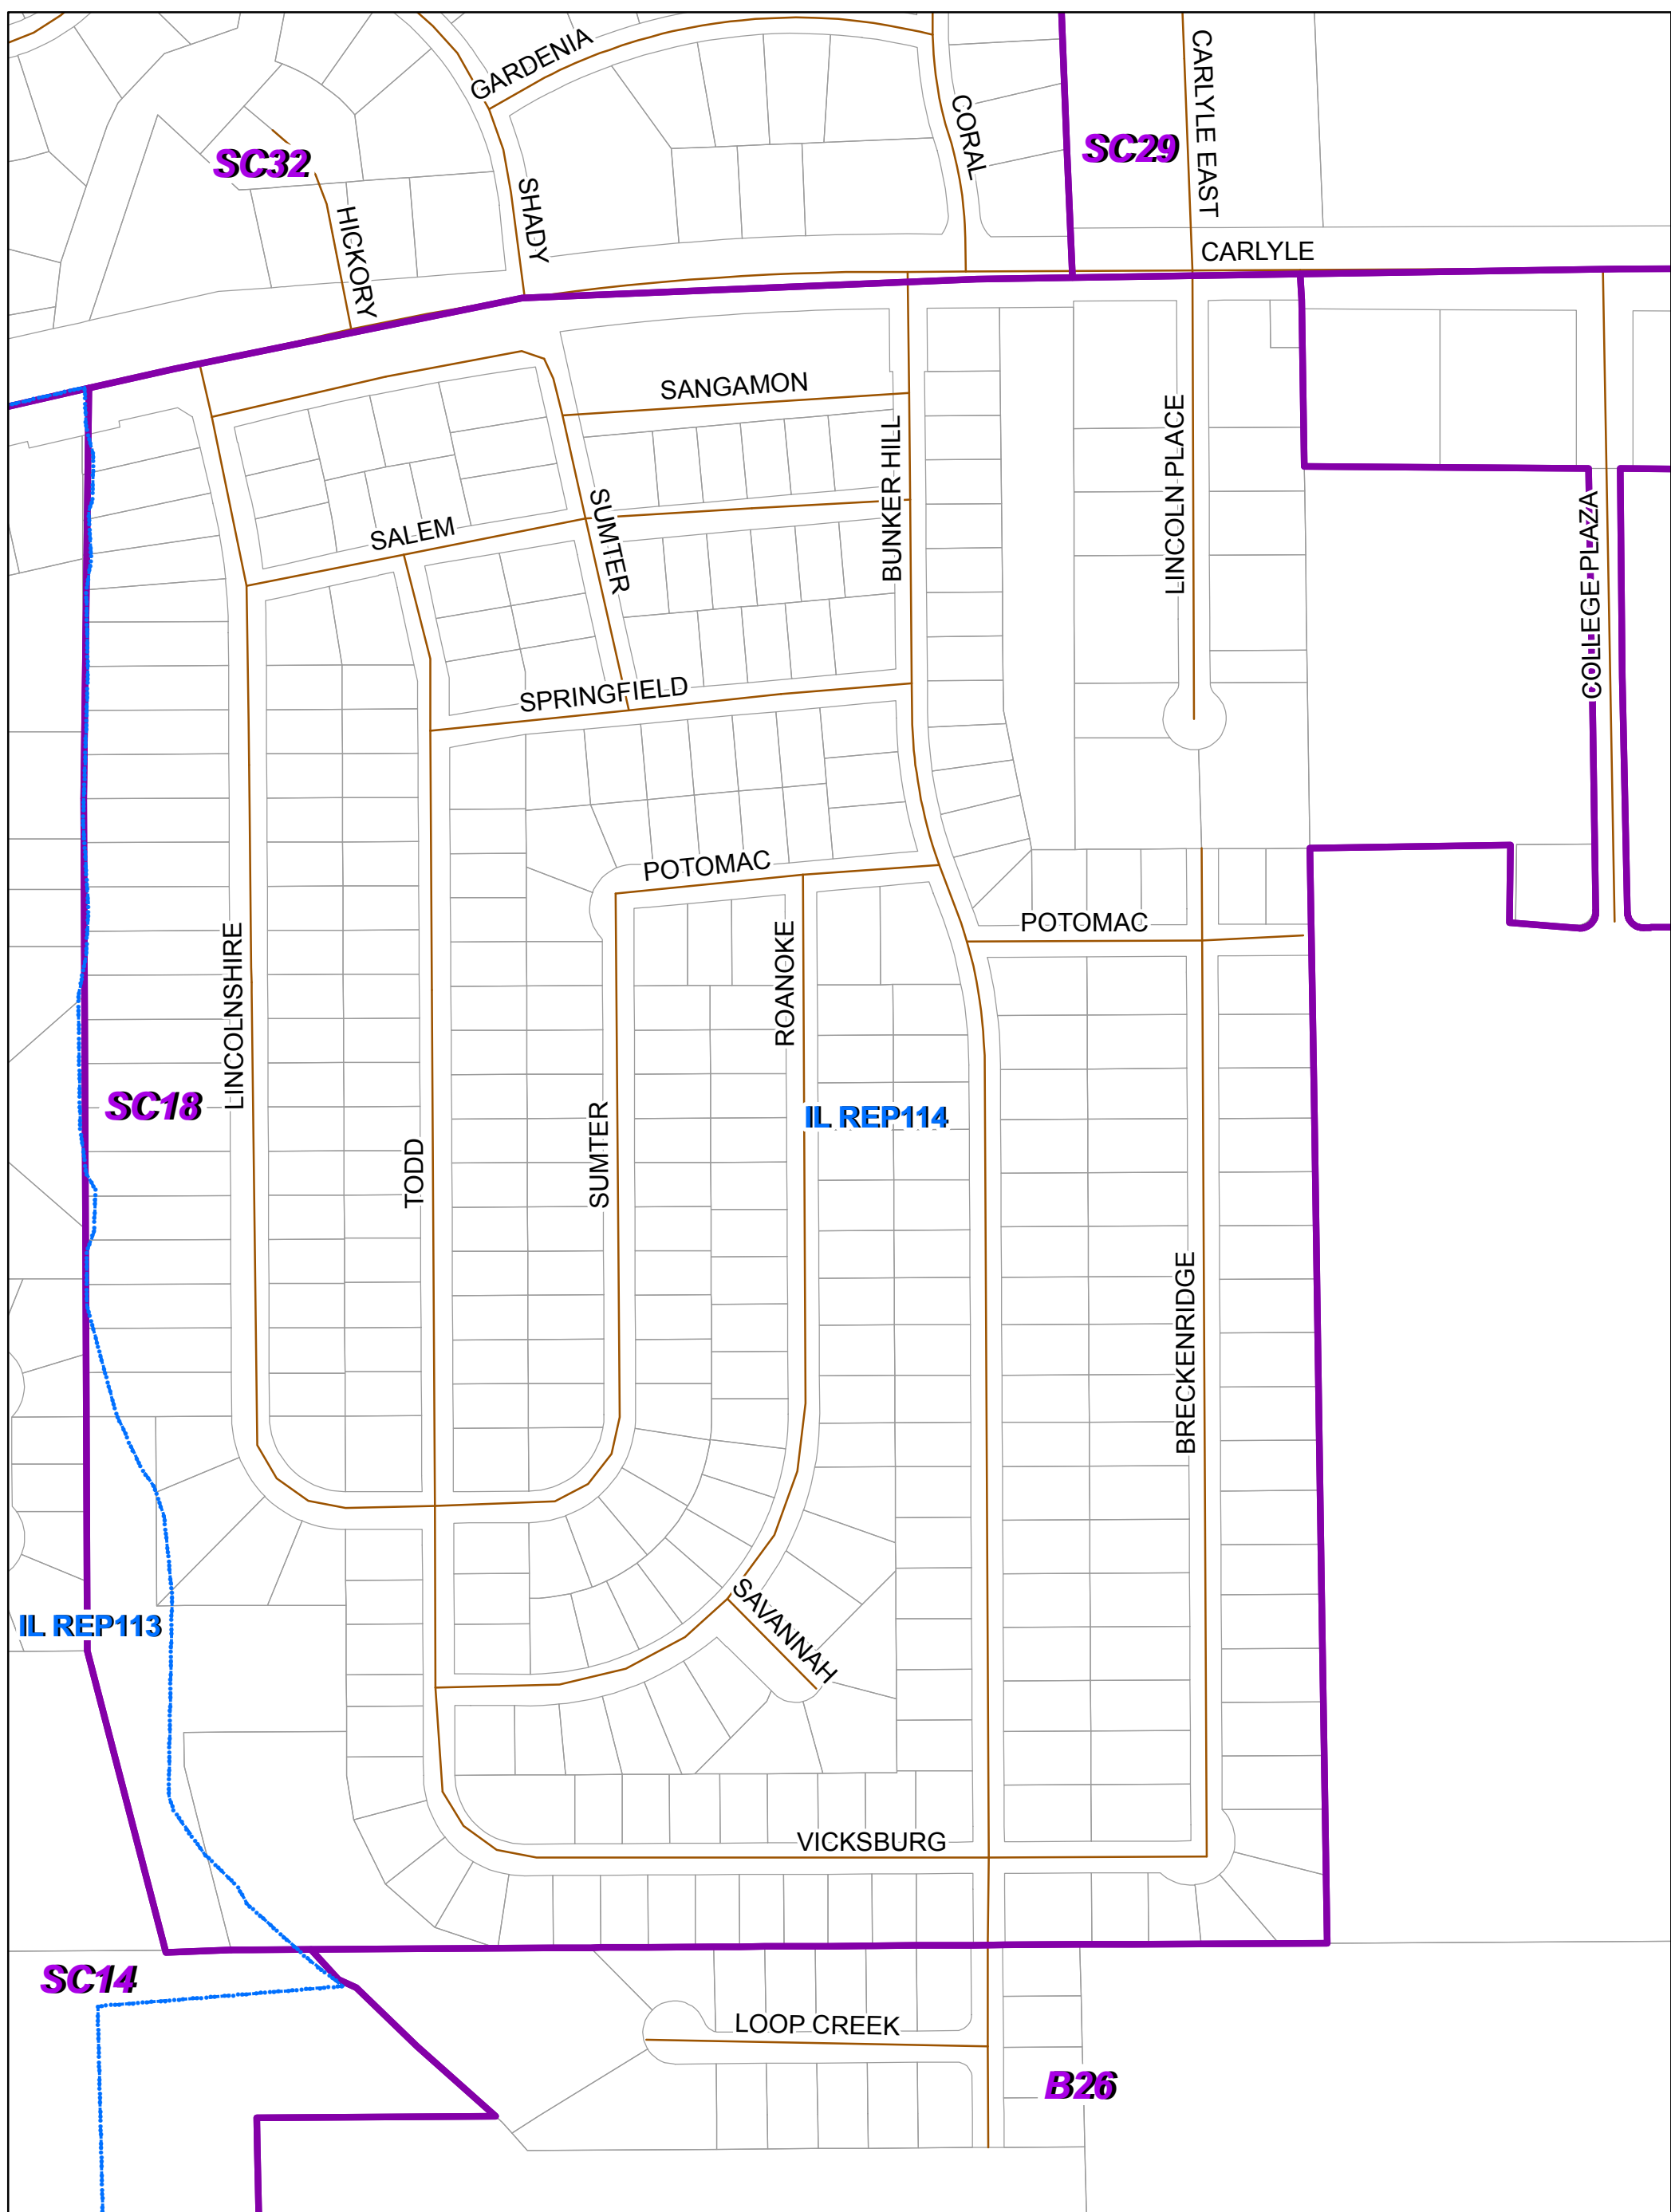 GARDENIA
CARLYLE EAST
CORAL
SC29
SC32
SHADY
HICKORY
CARLYLE
SANGAMON
LINCOLN PLACE
BUNKER HILL
SUMTER
SALEM
COLLEGE PLAZA
SPRINGFIELD
POTOMAC
POTOMAC
LINCOLNSHIRE
ROANOKE
SC18
IL REP114
TODD
SUMTER
BRECKENRIDGE
SAVANNAH
IL REP113
VICKSBURG
SC14
LOOP CREEK
B26